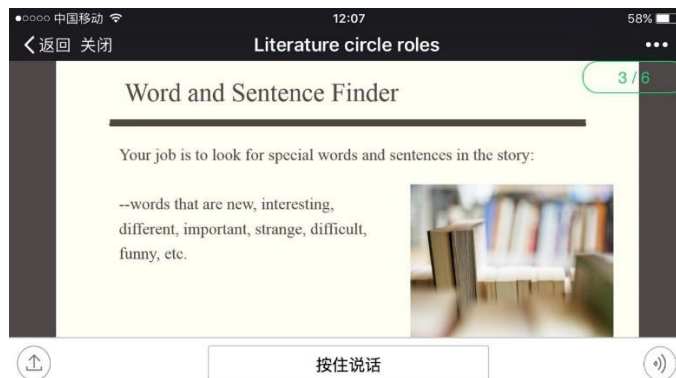 中国移动 12:07 58%
返回 关闭 Literature circle roles
3 / 6
Word and Sentence Finder
Your job is to look for special words and sentences in the story:
--words that are new, interesting,
different, important, strange, difficult,
funny, etc.
按住说话